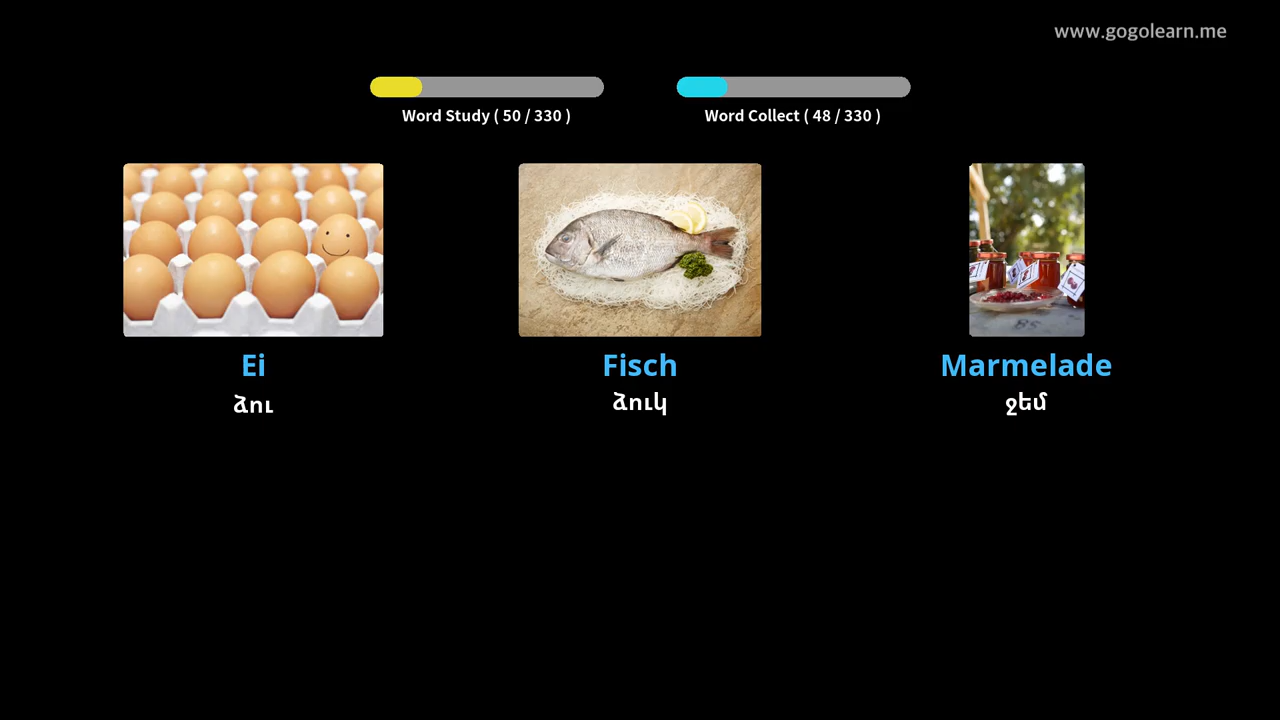 www.gogolearn.me
Word Study ( 50 / 330 )
Word Collect ( 48 / 330 )
Ei
Fisch
Marmelade
ձու
ձուկ
ջեմ